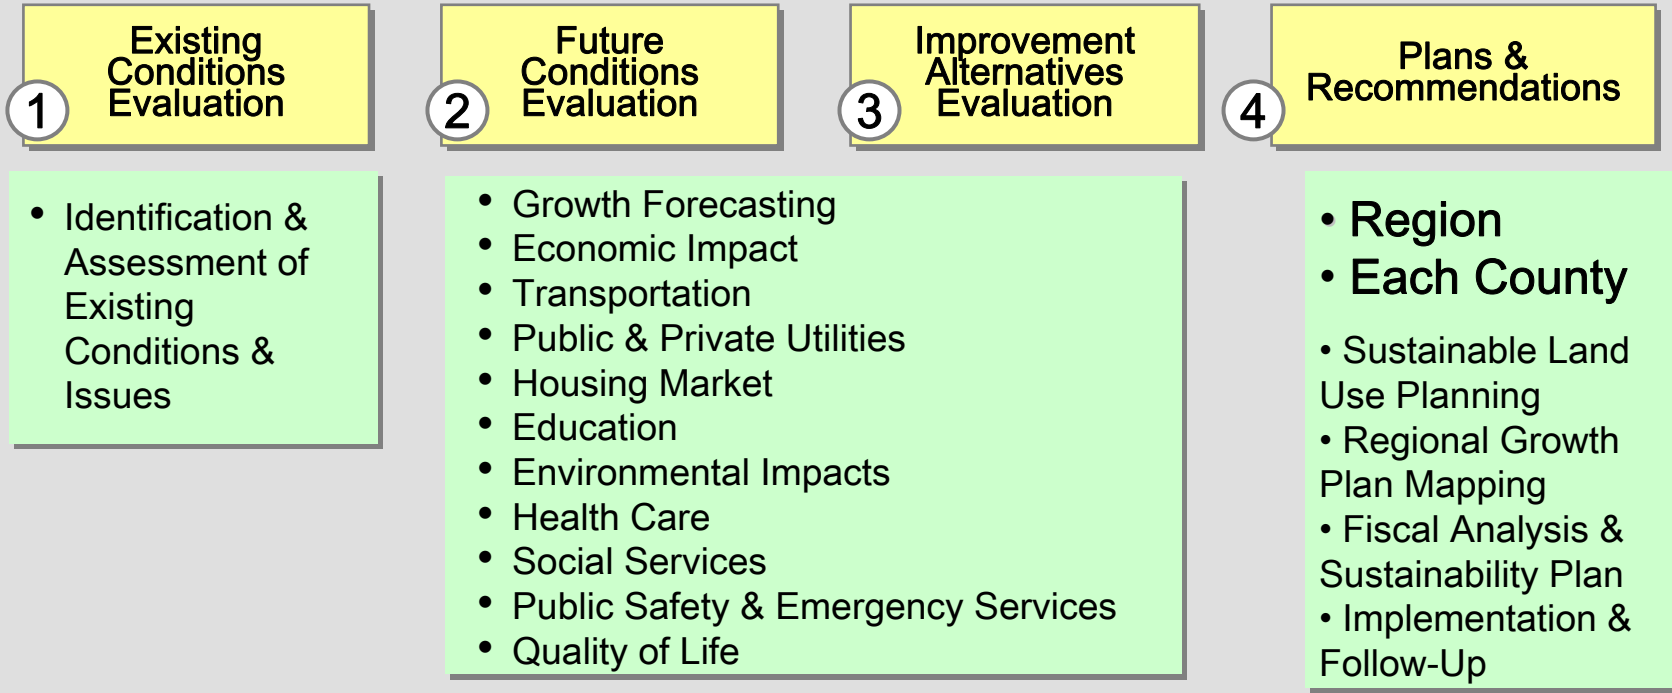 Existing
Conditions
Evaluation
1
Future
Conditions
Evaluation
2
Improvement
Alternatives
Evaluation
3
Plans &
Recommendations
4
• Identification &
Assessment of
Existing
Conditions &
Issues
• Growth Forecasting
• Economic Impact
• Transportation
• Public & Private Utilities
• Housing Market
• Education
• Environmental Impacts
• Health Care
• Social Services
• Public Safety & Emergency Services
• Quality of Life
• Region
• Each County
• Sustainable Land
Use Planning
• Regional Growth
Plan Mapping
• Fiscal Analysis &
Sustainability Plan
• Implementation &
Follow-Up